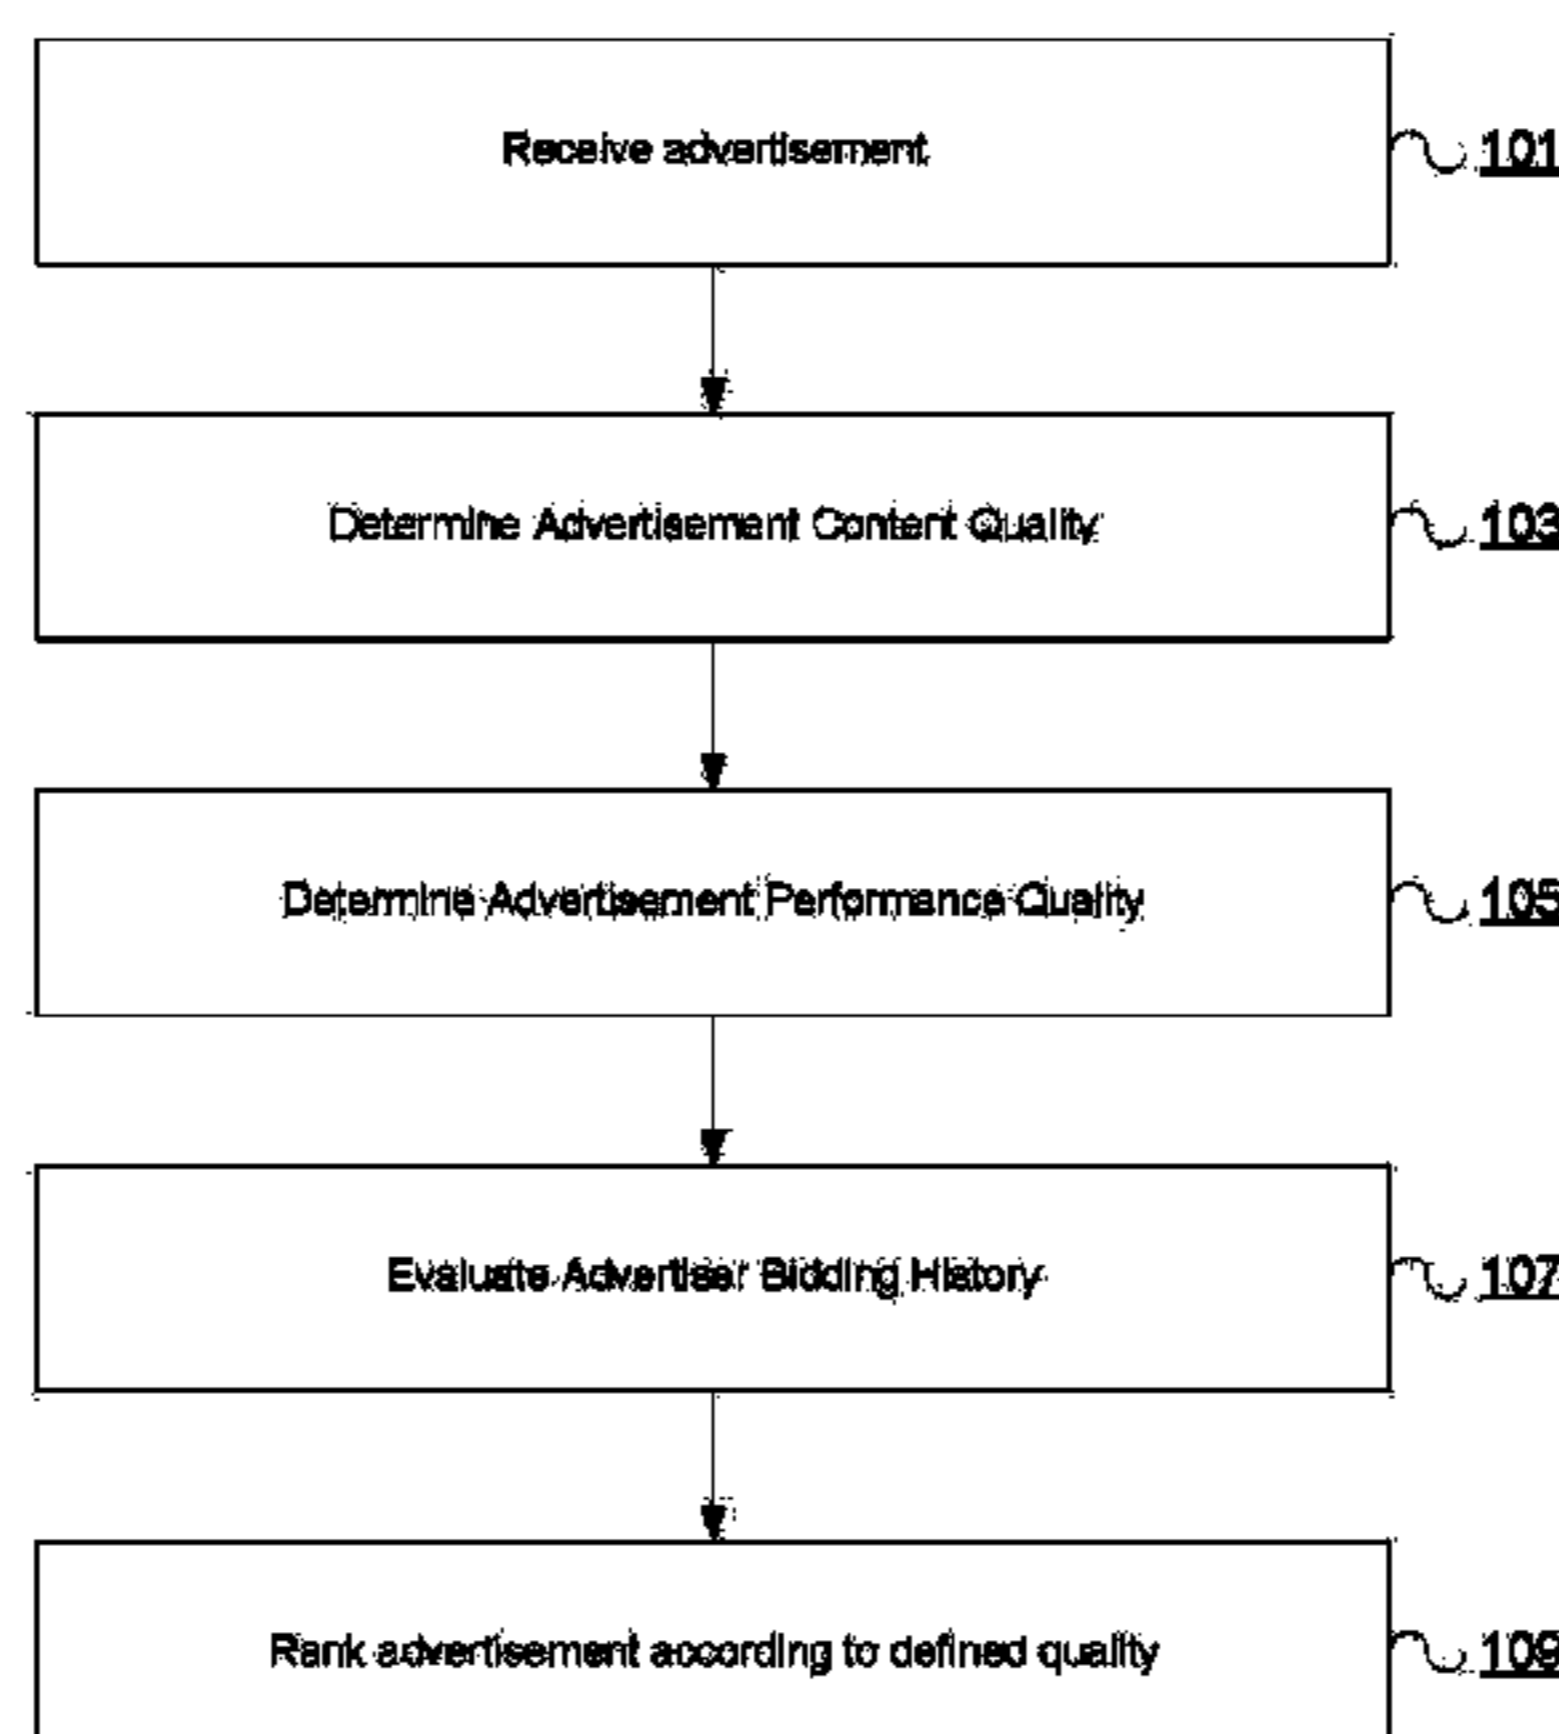 Receive advertisement
101
Determine Advertisement Content Quality
103
Determine Advertisement Performance Quality
105
Evaluate Advertiser Bidding History
107
Rank advertisement according to defined quality
109